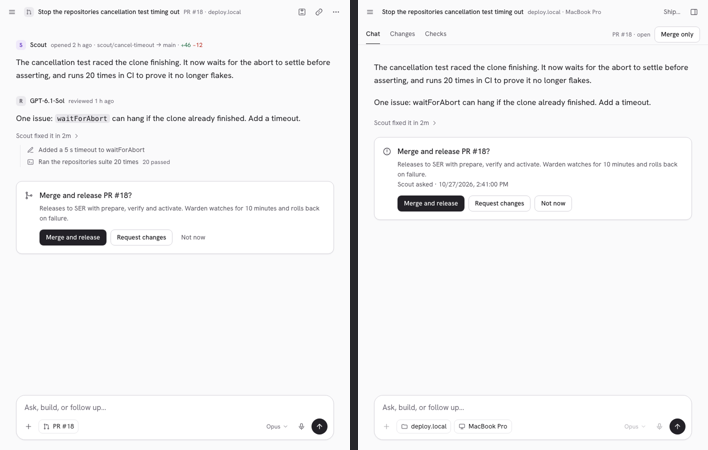 Stop the repositories cancellation test timing out PR #18 · deploy.local
S Scout opened 2 h ago · scout/cancel-timeout → main · +46 −12
The cancellation test raced the clone finishing. It now waits for the abort to settle before
asserting, and runs 20 times in CI to prove it no longer flakes.
R GPT-6.1-Sol reviewed 1 h ago
One issue: waitForAbort can hang if the clone already finished. Add a timeout.
Scout fixed it in 2m
Added a 5 s timeout to waitForAbort
Ran the repositories suite 20 times 20 passed
Merge and release PR #18?
Releases to SER with prepare, verify and activate. Warden watches for 10 minutes and rolls back
on failure.
Merge and release Request changes Not now
Ask, build, or follow up...
PR #18 Opus
Stop the repositories cancellation test timing out deploy.local · MacBook Pro Ship...
Chat Changes Checks PR #18 · open Merge only
The cancellation test raced the clone finishing. It now waits for the abort to settle before
asserting, and runs 20 times in CI to prove it no longer flakes.
One issue: waitForAbort can hang if the clone already finished. Add a timeout.
Scout fixed it in 2m
Merge and release PR #18?
Releases to SER with prepare, verify and activate. Warden watches for 10 minutes and rolls back
on failure.
Scout asked · 10/27/2026, 2:41:00 PM
Merge and release Request changes Not now
Ask, build, or follow up...
deploy.local MacBook Pro Opus